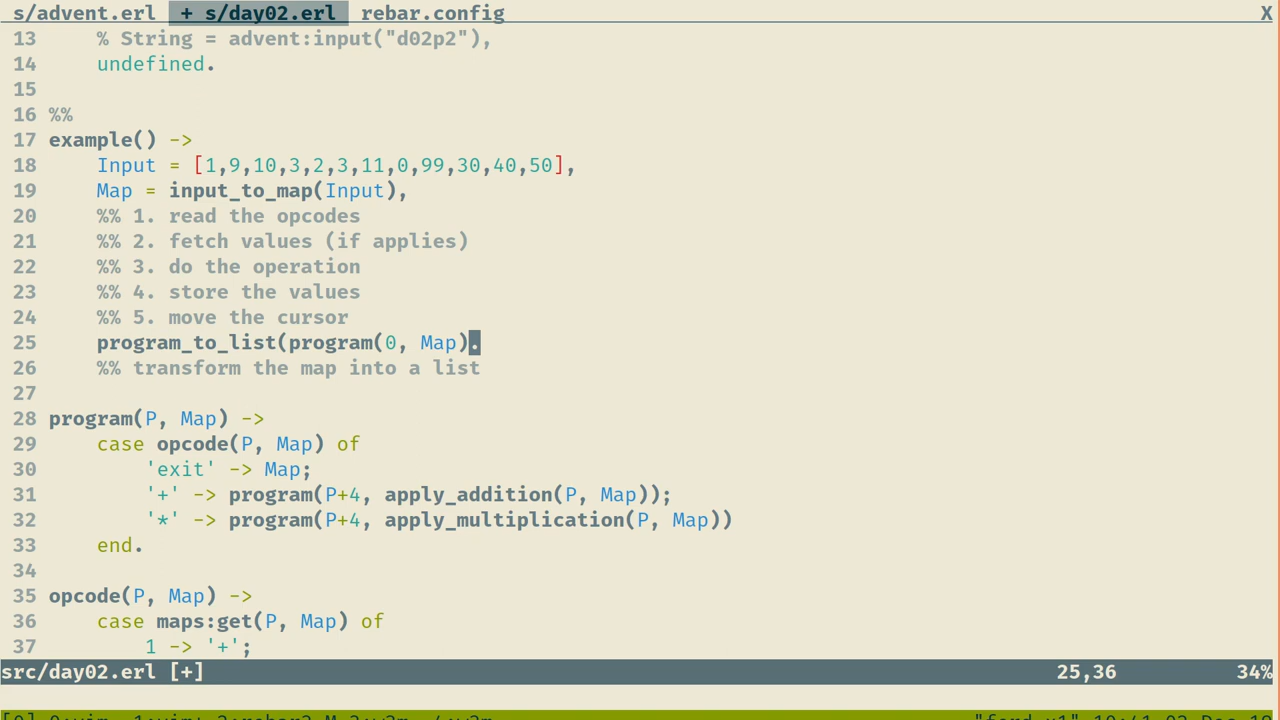 s/advent.erl  + s/day02.erl  rebar.config X
13     % String = advent:input("d02p2"),
14     undefined.
15
16 %%
17 example() ->
18     Input = [1,9,10,3,2,3,11,0,99,30,40,50],
19     Map = input_to_map(Input),
20     %% 1. read the opcodes
21     %% 2. fetch values (if applies)
22     %% 3. do the operation
23     %% 4. store the values
24     %% 5. move the cursor
25     program_to_list(program(0, Map).
26     %% transform the map into a list
27
28 program(P, Map) ->
29     case opcode(P, Map) of
30         'exit' -> Map;
31         '+' -> program(P+4, apply_addition(P, Map));
32         '*' -> program(P+4, apply_multiplication(P, Map))
33     end.
34
35 opcode(P, Map) ->
36     case maps:get(P, Map) of
37         1 -> '+';
src/day02.erl [+] 25,36 34%